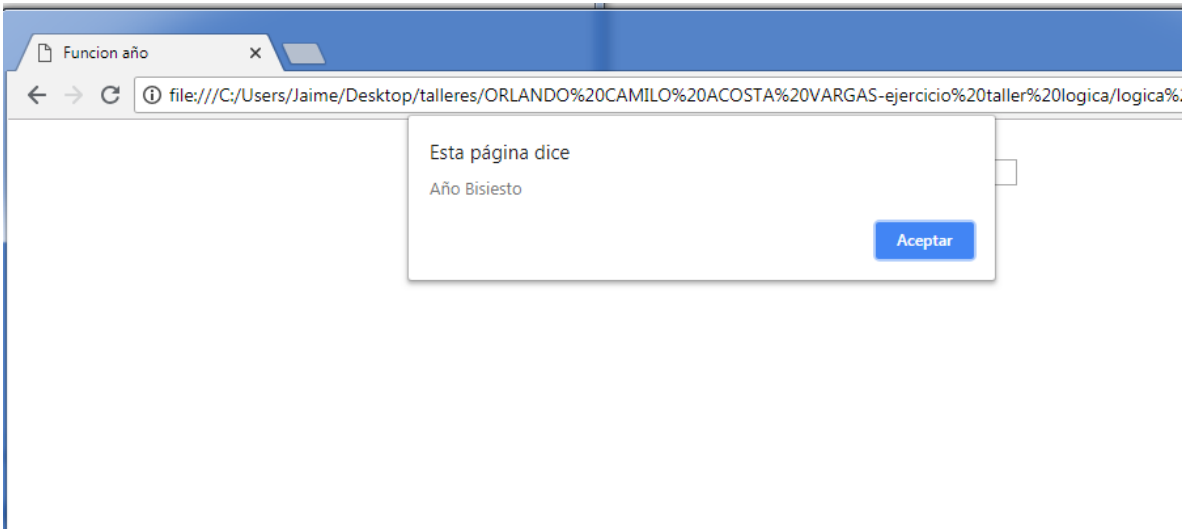 Funcion año
file:///C:/Users/Jaime/Desktop/talleres/ORLANDO%20CAMILO%20ACOSTA%20VARGAS-ejercicio%20taller%20logica/logica%2
Esta página dice
Año Bisiesto
Aceptar